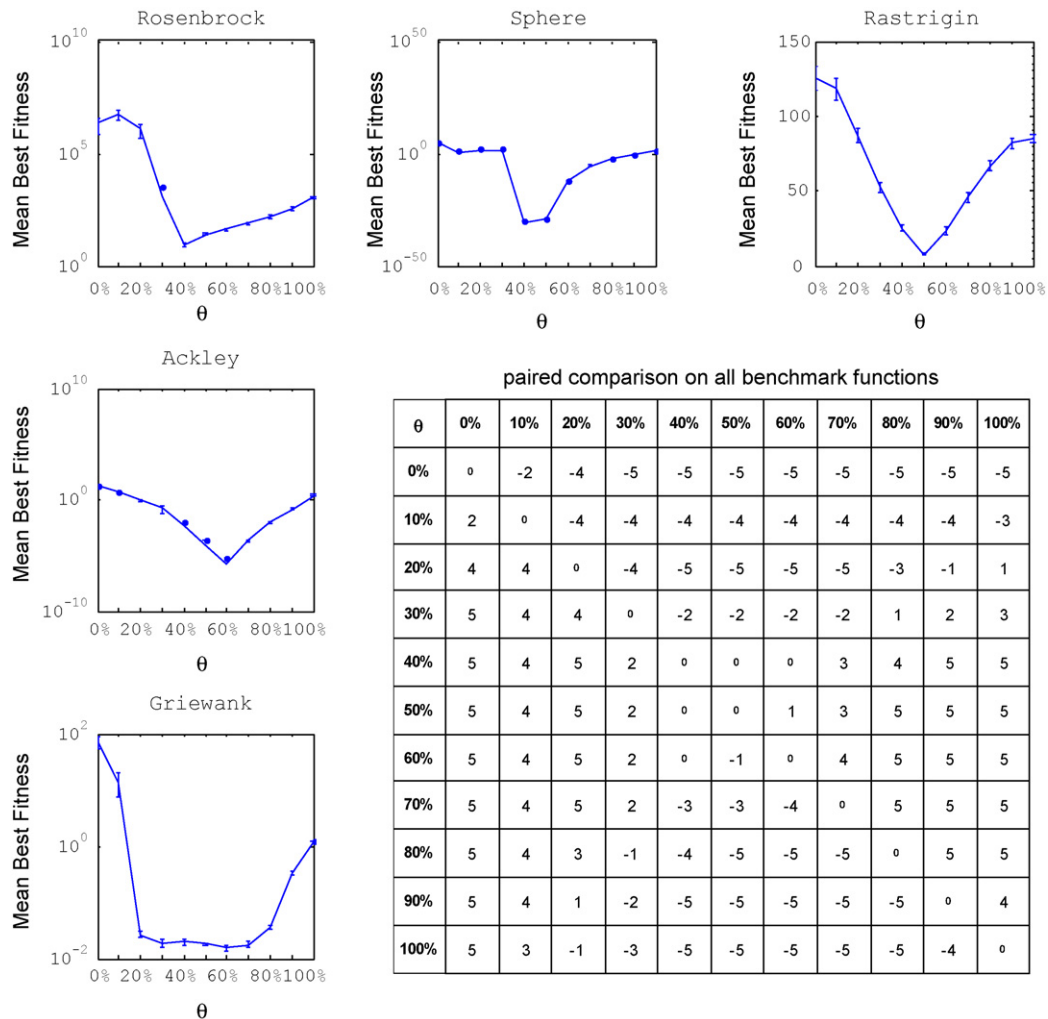 Rosenbrock
10^10
10^5
10^0
Mean Best Fitness
0% 20% 40% 60% 80% 100%
θ
Sphere
10^50
10^0
10^-50
Mean Best Fitness
0% 20% 40% 60% 80% 100%
θ
Rastrigin
150
100
50
0
Mean Best Fitness
0% 20% 40% 60% 80% 100%
θ
Ackley
10^10
10^0
10^-10
Mean Best Fitness
0% 20% 40% 60% 80% 100%
θ
Griewank
10^2
10^0
10^-2
Mean Best Fitness
0% 20% 40% 60% 80% 100%
θ
paired comparison on all benchmark functions
θ 0% 10% 20% 30% 40% 50% 60% 70% 80% 90% 100%
0% 0 -2 -4 -5 -5 -5 -5 -5 -5 -5 -5
10% 2 0 -4 -4 -4 -4 -4 -4 -4 -4 -3
20% 4 4 0 -4 -5 -5 -5 -5 -3 -1 1
30% 5 4 4 0 -2 -2 -2 -2 1 2 3
40% 5 4 5 2 0 0 0 3 4 5 5
50% 5 4 5 2 0 0 1 3 5 5 5
60% 5 4 5 2 0 -1 0 4 5 5 5
70% 5 4 5 2 -3 -3 -4 0 5 5 5
80% 5 4 3 -1 -4 -5 -5 -5 0 5 5
90% 5 4 1 -2 -5 -5 -5 -5 -5 0 4
100% 5 3 -1 -3 -5 -5 -5 -5 -5 -4 0